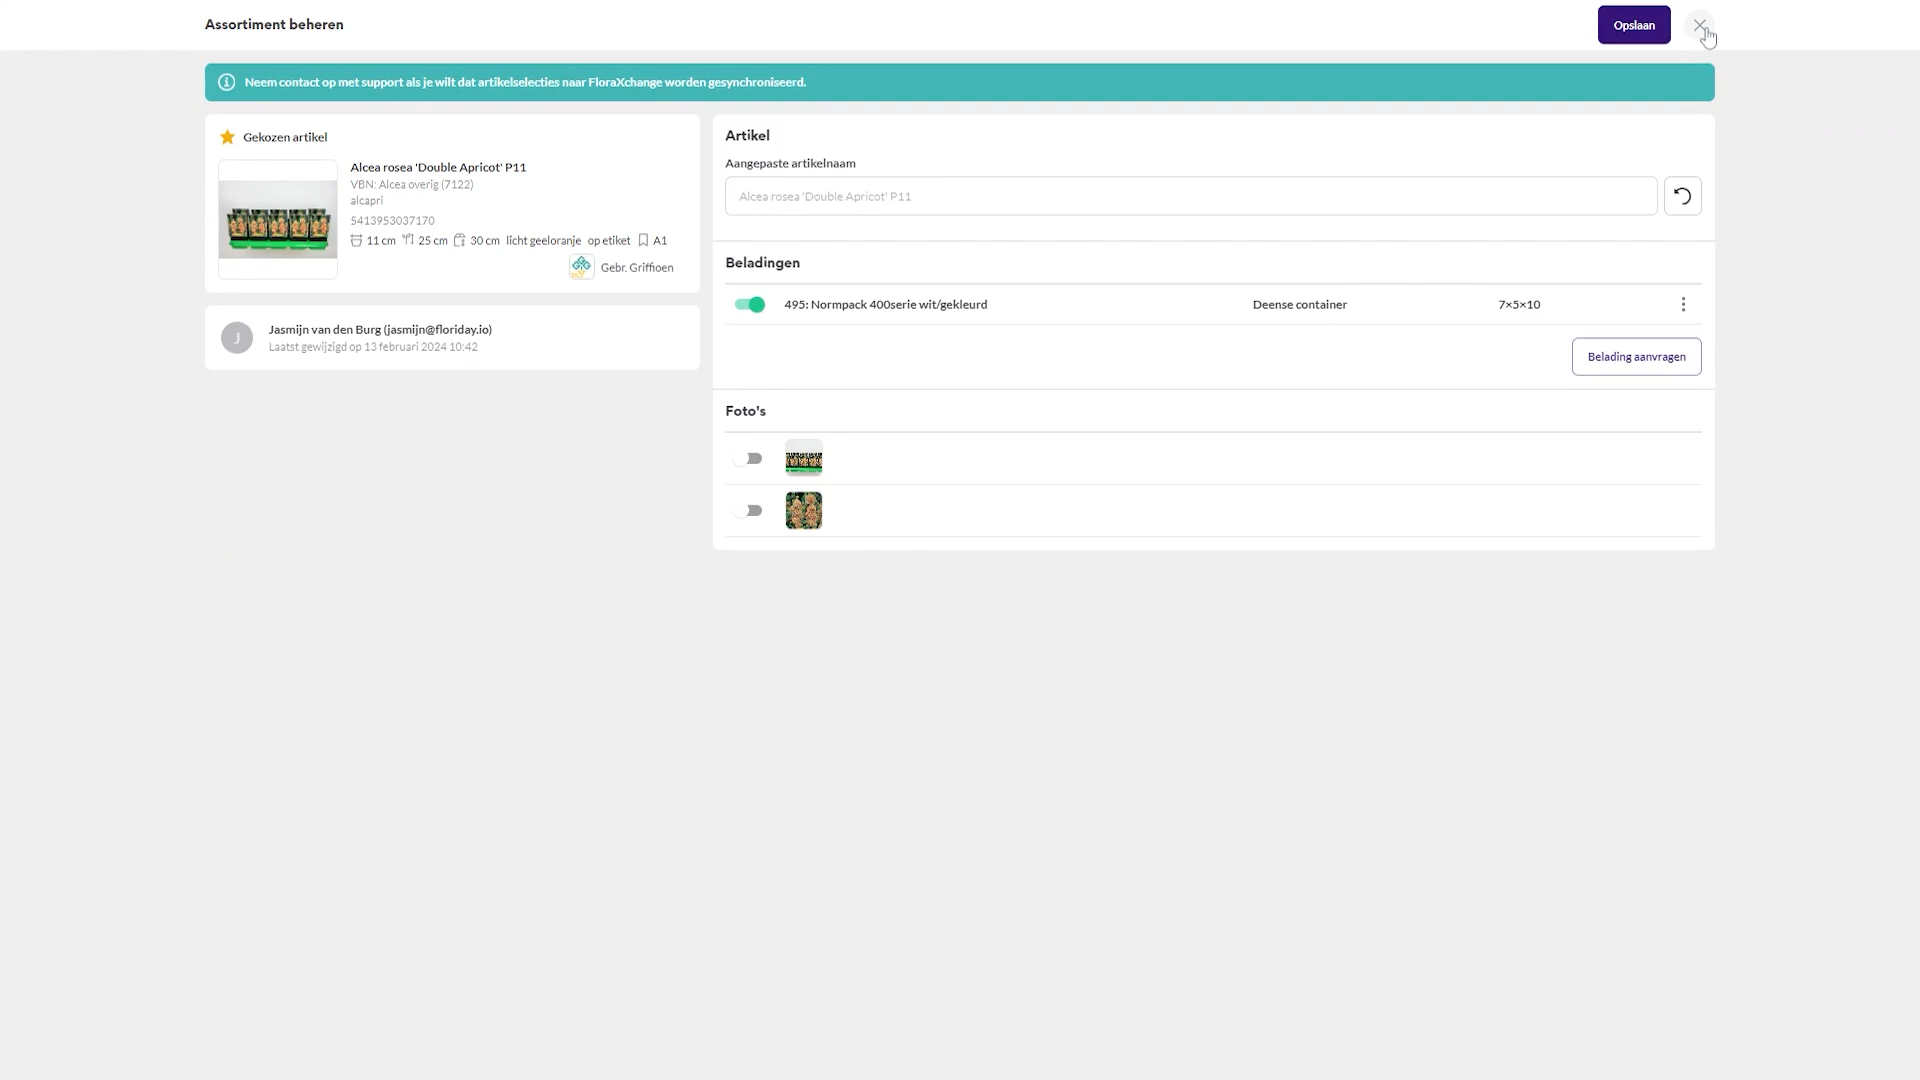 Assortiment beheren
Opslaan
Neem contact op met support als je wilt dat artikelselecties naar FloraXchange worden gesynchroniseerd.
Gekozen artikel
Alcea rosea 'Double Apricot' P11
VBN: Alcea overig (7122)
alcapri
5413953037170
11 cm 25 cm 30 cm licht geeloranje op etiket A1
Gebr. Griffioen
J
Jasmijn van den Burg (jasmijn@floriday.io)
Laatst gewijzigd op 13 februari 2024 10:42
Artikel
Aangepaste artikelnaam
Alcea rosea 'Double Apricot' P11
Beladingen
495: Normpack 400serie wit/gekleurd Deense container 7×5×10
Belading aanvragen
Foto's